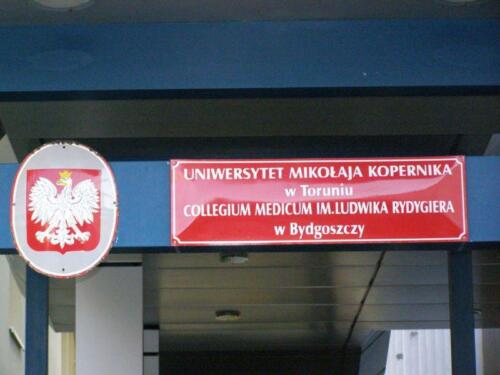 UNIWERSYTET MIKOŁAJA KOPERNIKA
w Toruniu
COLLEGIUM MEDICUM IM.LUDWIKA RYDYGIERA
w Bydgoszczy